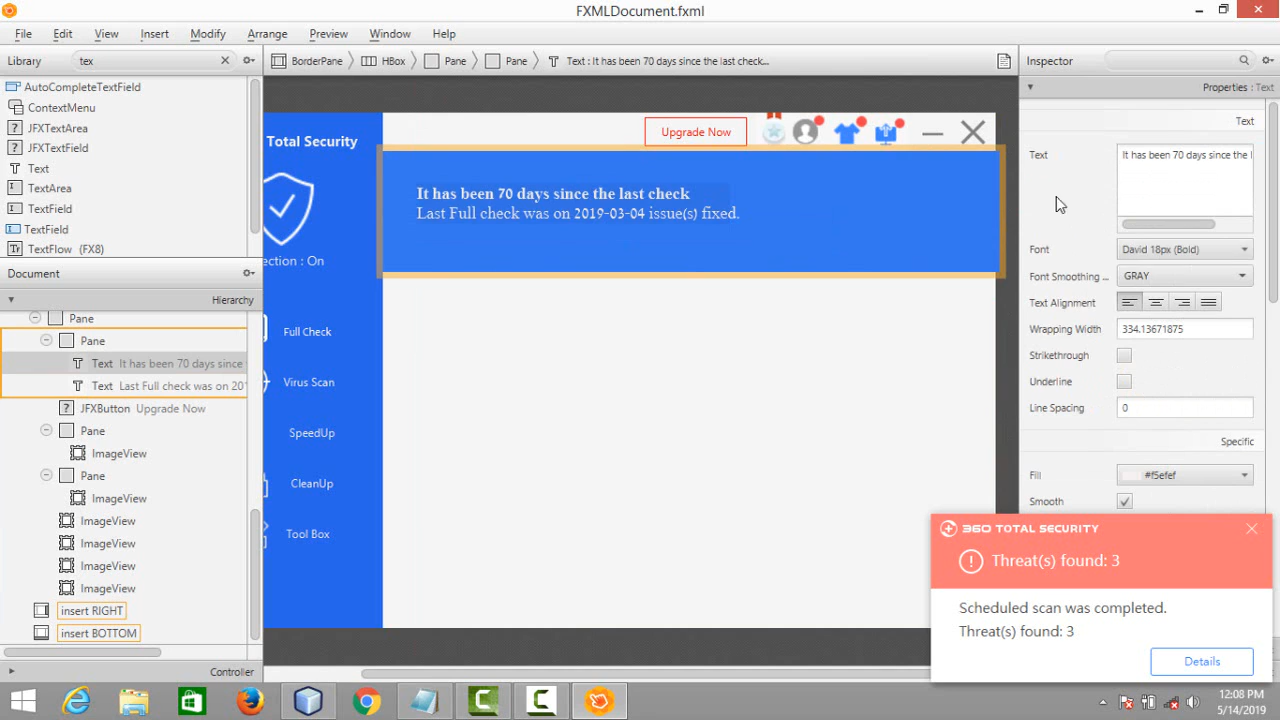 FXMLDocument.fxml
File Edit View Insert Modify Arrange Preview Window Help
Library tex
BorderPane HBox Pane Pane Text : It has been 70 days since the last check...
Inspector
AutoCompleteTextField
ContextMenu
JFXTextArea
JFXTextField
Text
TextArea
TextField
TextField
TextFlow (FX8)
Document
Hierarchy
Pane
Pane
Text It has been 70 days since
Text Last Full check was on 201
JFXButton Upgrade Now
Pane
ImageView
Pane
ImageView
ImageView
ImageView
ImageView
ImageView
insert RIGHT
insert BOTTOM
Controller
Total Security
ection : On
Full Check
Virus Scan
SpeedUp
CleanUp
Tool Box
Upgrade Now
It has been 70 days since the last check
Last Full check was on 2019-03-04 issue(s) fixed.
Properties : Text
Text
Text It has been 70 days since the l
Font David 18px (Bold)
Font Smoothing ... GRAY
Text Alignment
Wrapping Width 334.13671875
Strikethrough
Underline
Line Spacing 0
Specific
Fill #f5efef
Smooth
360 TOTAL SECURITY
Threat(s) found: 3
Scheduled scan was completed.
Threat(s) found: 3
Details
12:08 PM
5/14/2019